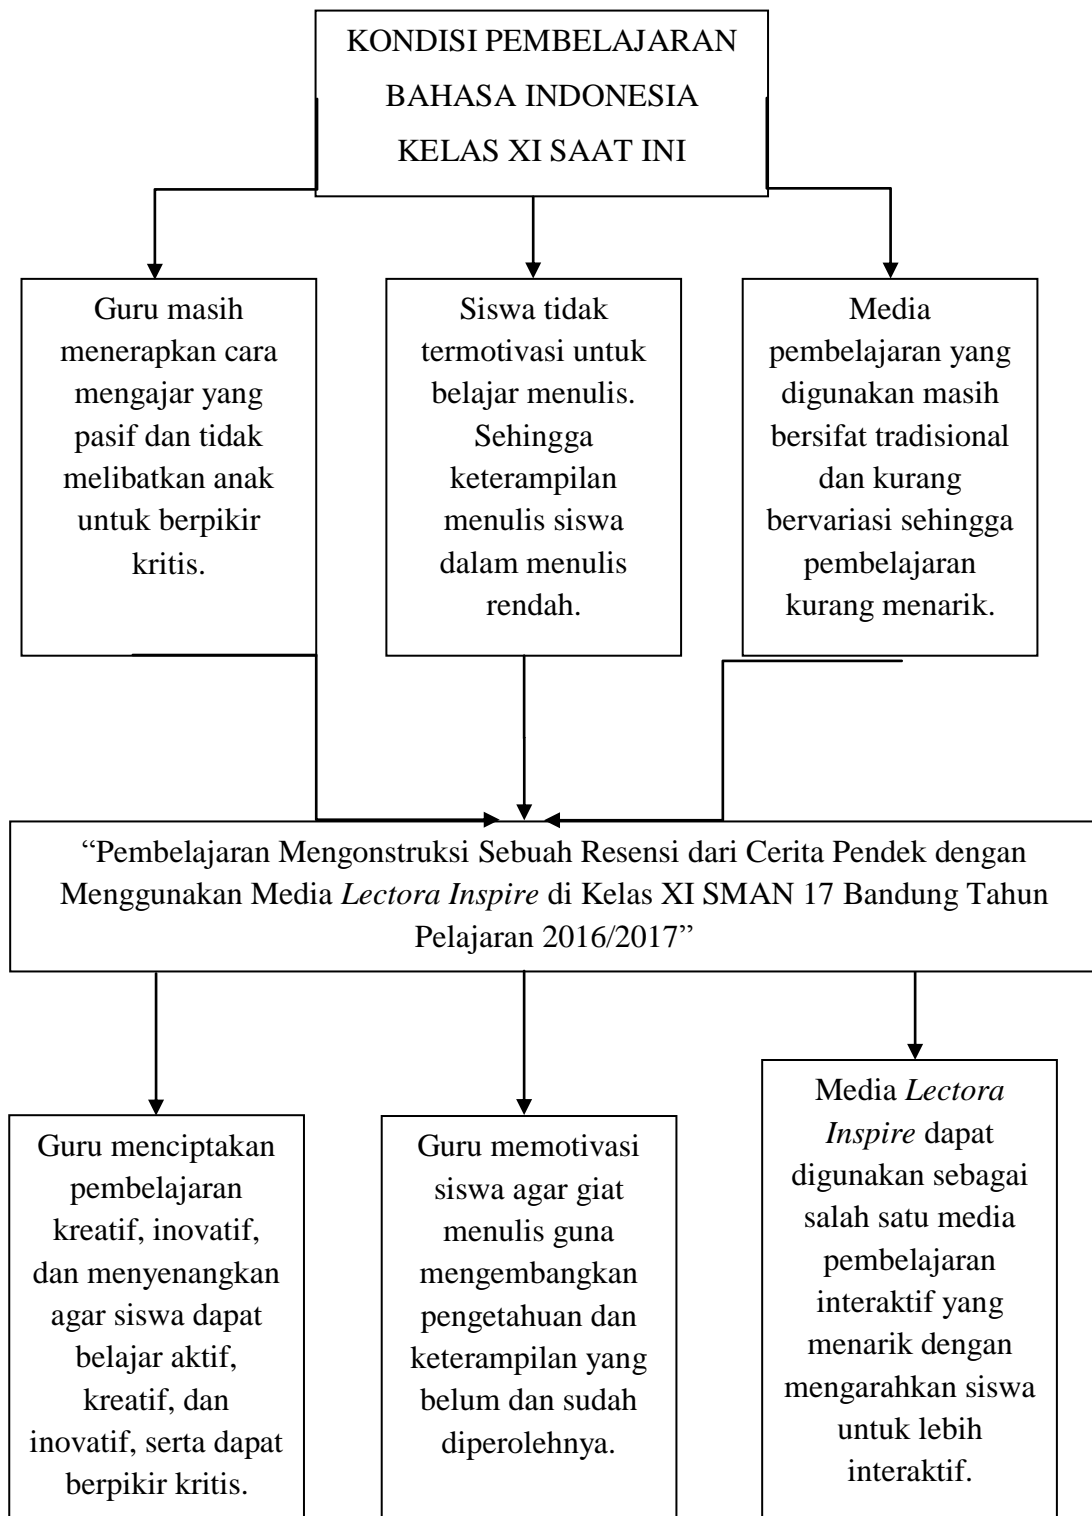 KONDISI PEMBELAJARAN
BAHASA INDONESIA
KELAS XI SAAT INI
Guru masih
menerapkan cara
mengajar yang
pasif dan tidak
melibatkan anak
untuk berpikir
kritis.
Siswa tidak
termotivasi untuk
belajar menulis.
Sehingga
keterampilan
menulis siswa
dalam menulis
rendah.
Media
pembelajaran yang
digunakan masih
bersifat tradisional
dan kurang
bervariasi sehingga
pembelajaran
kurang menarik.
“Pembelajaran Mengonstruksi Sebuah Resensi dari Cerita Pendek dengan
Menggunakan Media Lectora Inspire di Kelas XI SMAN 17 Bandung Tahun
Pelajaran 2016/2017”
Guru menciptakan
pembelajaran
kreatif, inovatif,
dan menyenangkan
agar siswa dapat
belajar aktif,
kreatif, dan
inovatif, serta dapat
berpikir kritis.
Guru memotivasi
siswa agar giat
menulis guna
mengembangkan
pengetahuan dan
keterampilan yang
belum dan sudah
diperolehnya.
Media Lectora
Inspire dapat
digunakan sebagai
salah satu media
pembelajaran
interaktif yang
menarik dengan
mengarahkan siswa
untuk lebih
interaktif.